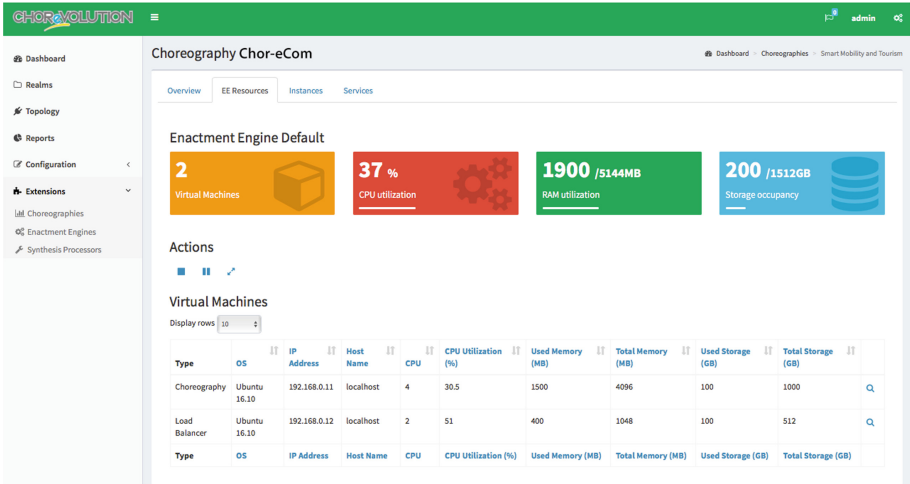 CHOReVOLUTION
0
admin
Dashboard
Realms
Topology
Reports
Configuration
Extensions
Choreographies
Enactment Engines
Synthesis Processors
Choreography Chor-eCom
Dashboard > Choreographies > Smart Mobility and Tourism
Overview EE Resources Instances Services
Enactment Engine Default
2
Virtual Machines
37 %
CPU utilization
1900 /5144MB
RAM utilization
200 /1512GB
Storage occupancy
Actions
Virtual Machines
Display rows 10
Type OS IP Address Host Name CPU CPU Utilization (%) Used Memory (MB) Total Memory (MB) Used Storage (GB) Total Storage (GB)
Choreography Ubuntu 16.10 192.168.0.11 localhost 4 30.5 1500 4096 100 1000
Load Balancer Ubuntu 16.10 192.168.0.12 localhost 2 51 400 1048 100 512
Type OS IP Address Host Name CPU CPU Utilization (%) Used Memory (MB) Total Memory (MB) Used Storage (GB) Total Storage (GB)